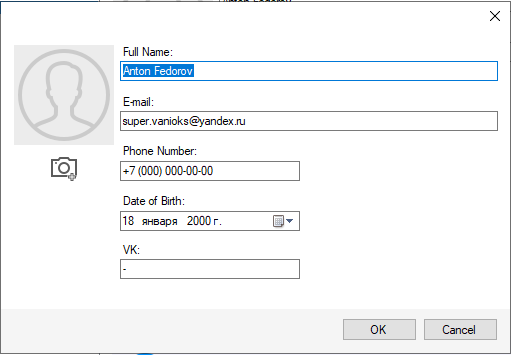 Full Name:
Anton Fedorov
E-mail:
super.vanioks@yandex.ru
Phone Number:
+7 (000) 000-00-00
Date of Birth:
18 января 2000 г.
VK:
-
OK Cancel